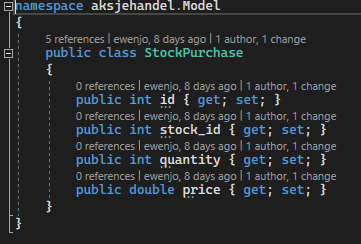 namespace aksjehandel.Model
{
5 references | ewenjo, 8 days ago | 1 author, 1 change
public class StockPurchase
{
0 references | ewenjo, 8 days ago | 1 author, 1 change
public int id { get; set; }
0 references | ewenjo, 8 days ago | 1 author, 1 change
public int stock_id { get; set; }
0 references | ewenjo, 8 days ago | 1 author, 1 change
public int quantity { get; set; }
0 references | ewenjo, 8 days ago | 1 author, 1 change
public double price { get; set; }
}
}